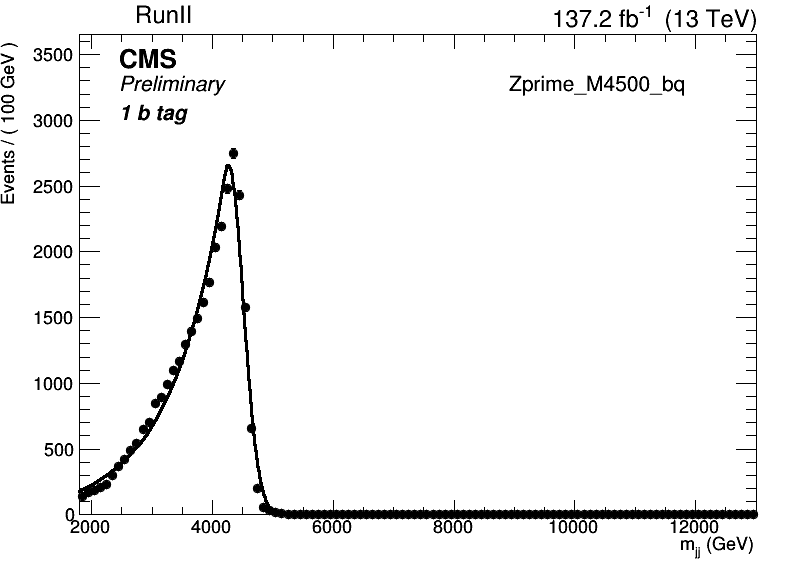 RunII
137.2 fb-1 (13 TeV)
CMS
Preliminary
1 b tag
Zprime_M4500_bq
Events / ( 100 GeV )
3500
3000
2500
2000
1500
1000
500
0
2000 4000 6000 8000 10000 12000
mjj (GeV)